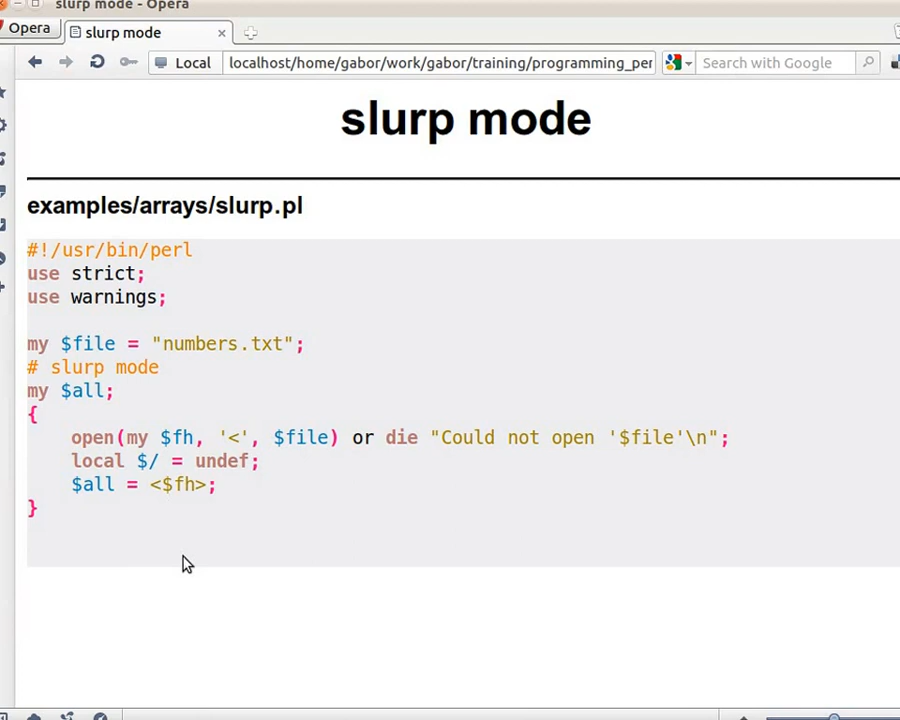 slurp mode - Opera
Opera
slurp mode
Local
localhost/home/gabor/work/gabor/training/programming_per
Search with Google
slurp mode
examples/arrays/slurp.pl
#!/usr/bin/perl
use strict;
use warnings;
my $file = "numbers.txt";
# slurp mode
my $all;
{
    open(my $fh, '<', $file) or die "Could not open '$file'\n";
    local $/ = undef;
    $all = <$fh>;
}